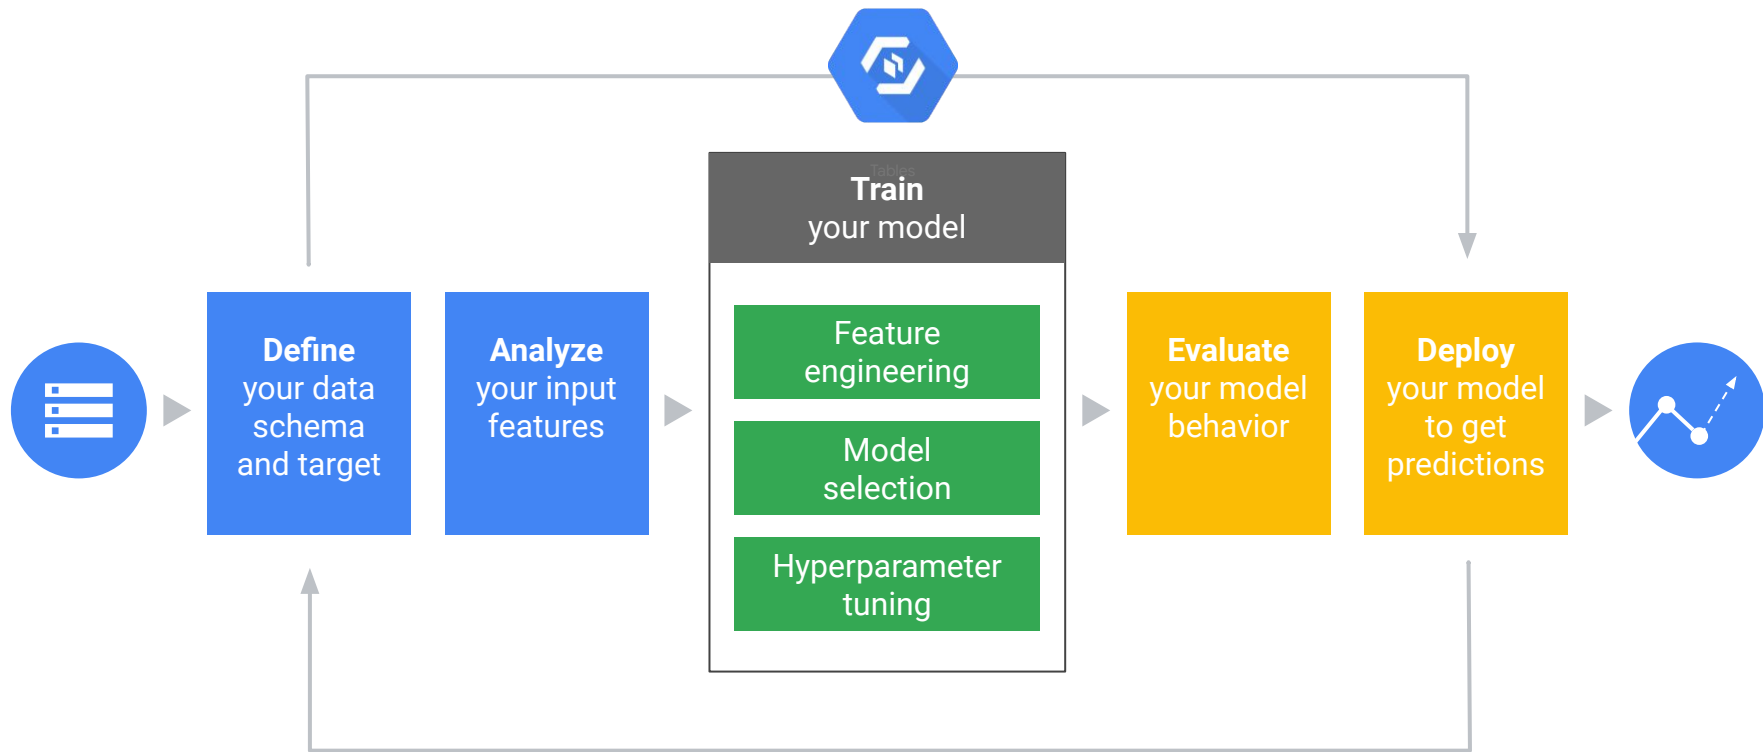 Tables
Train
your model
Define
your data
schema
and target
Analyze
your input
features
Feature
engineering
Model
selection
Hyperparameter
tuning
Evaluate
your model
behavior
Deploy
your model
to get
predictions